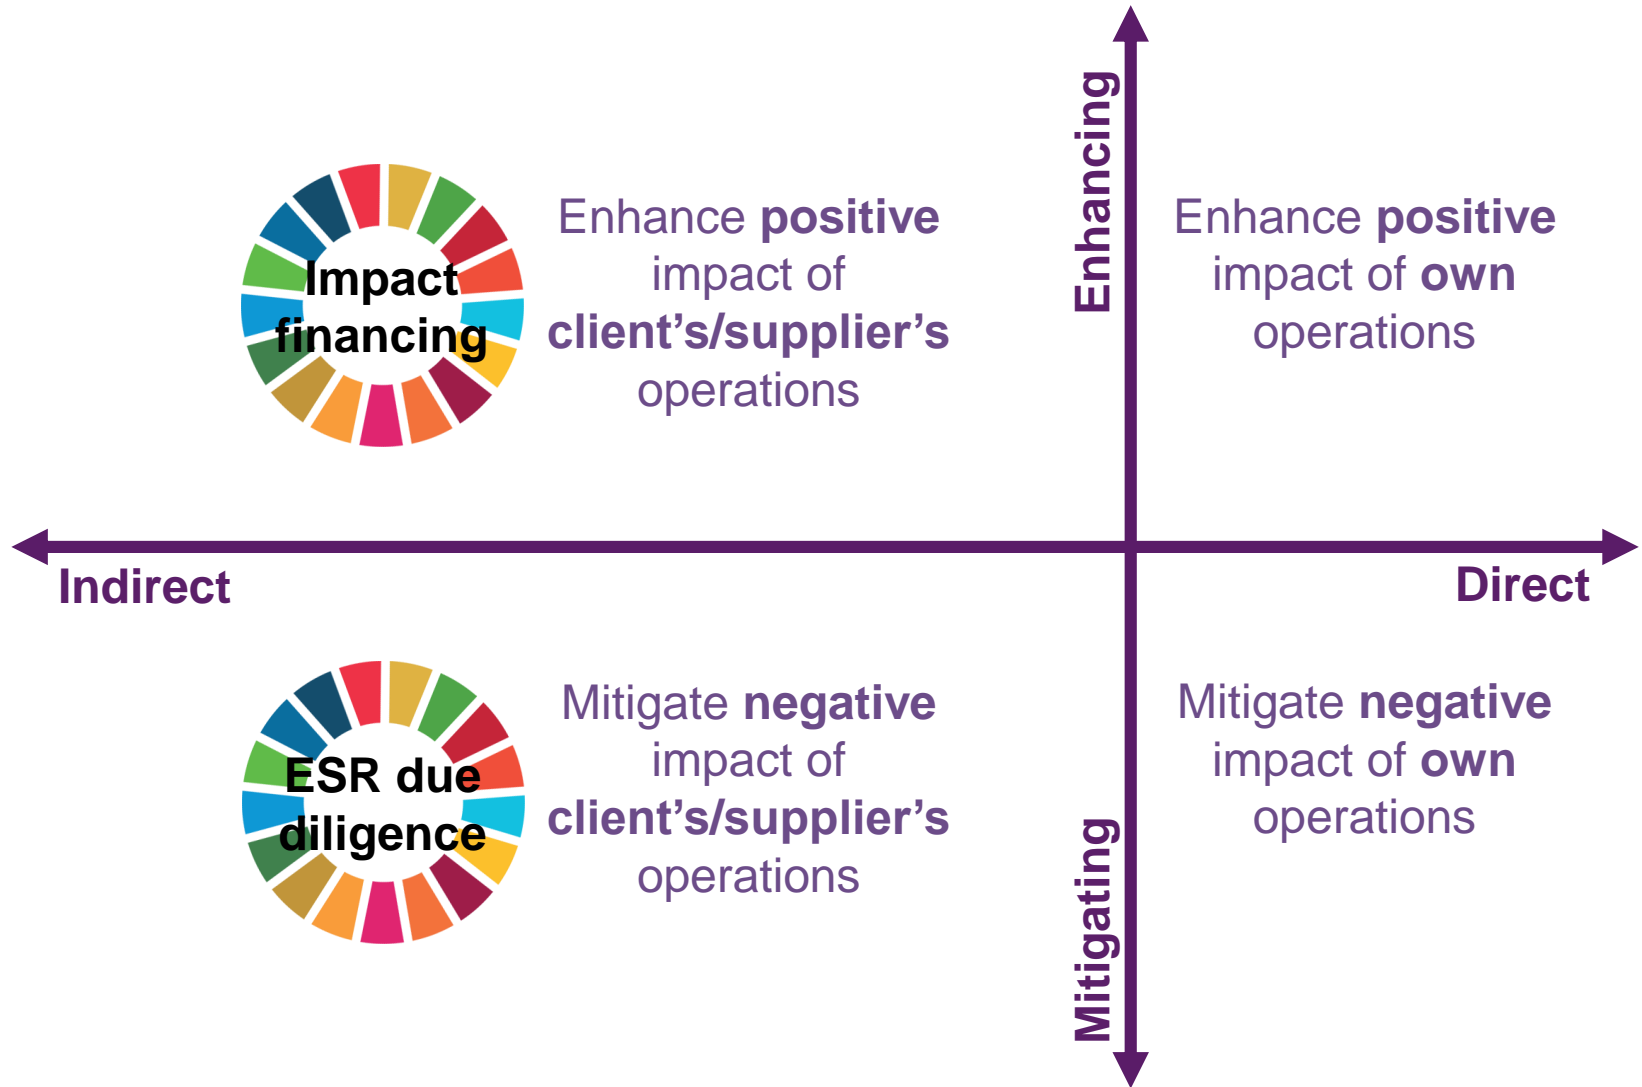 Enhancing
Impact
financing
Enhance positive
impact of
client's/supplier's
operations
Enhance positive
impact of own
operations
Indirect
Direct
ESR due
diligence
Mitigate negative
impact of
client's/supplier's
operations
Mitigating
Mitigate negative
impact of own
operations